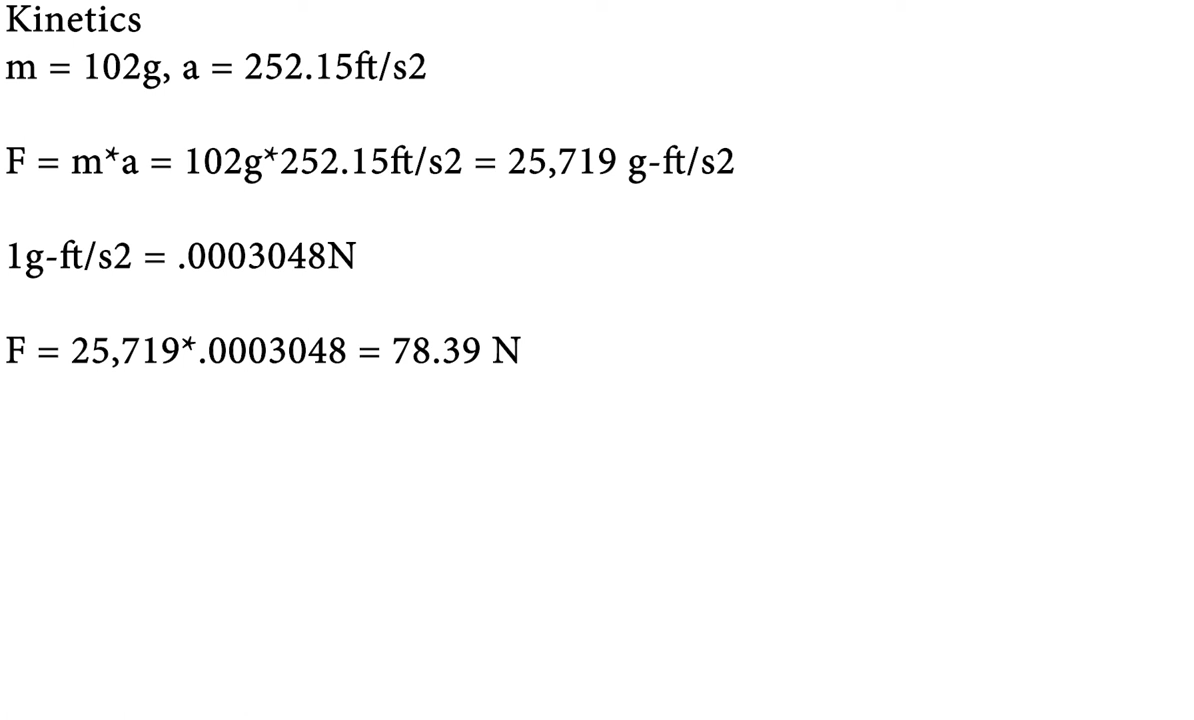 Kinetics
m = 102g, a = 252.15ft/s2
F = m*a = 102g*252.15ft/s2 = 25,719 g-ft/s2
1g-ft/s2 = .0003048N
F = 25,719*.0003048 = 78.39 N